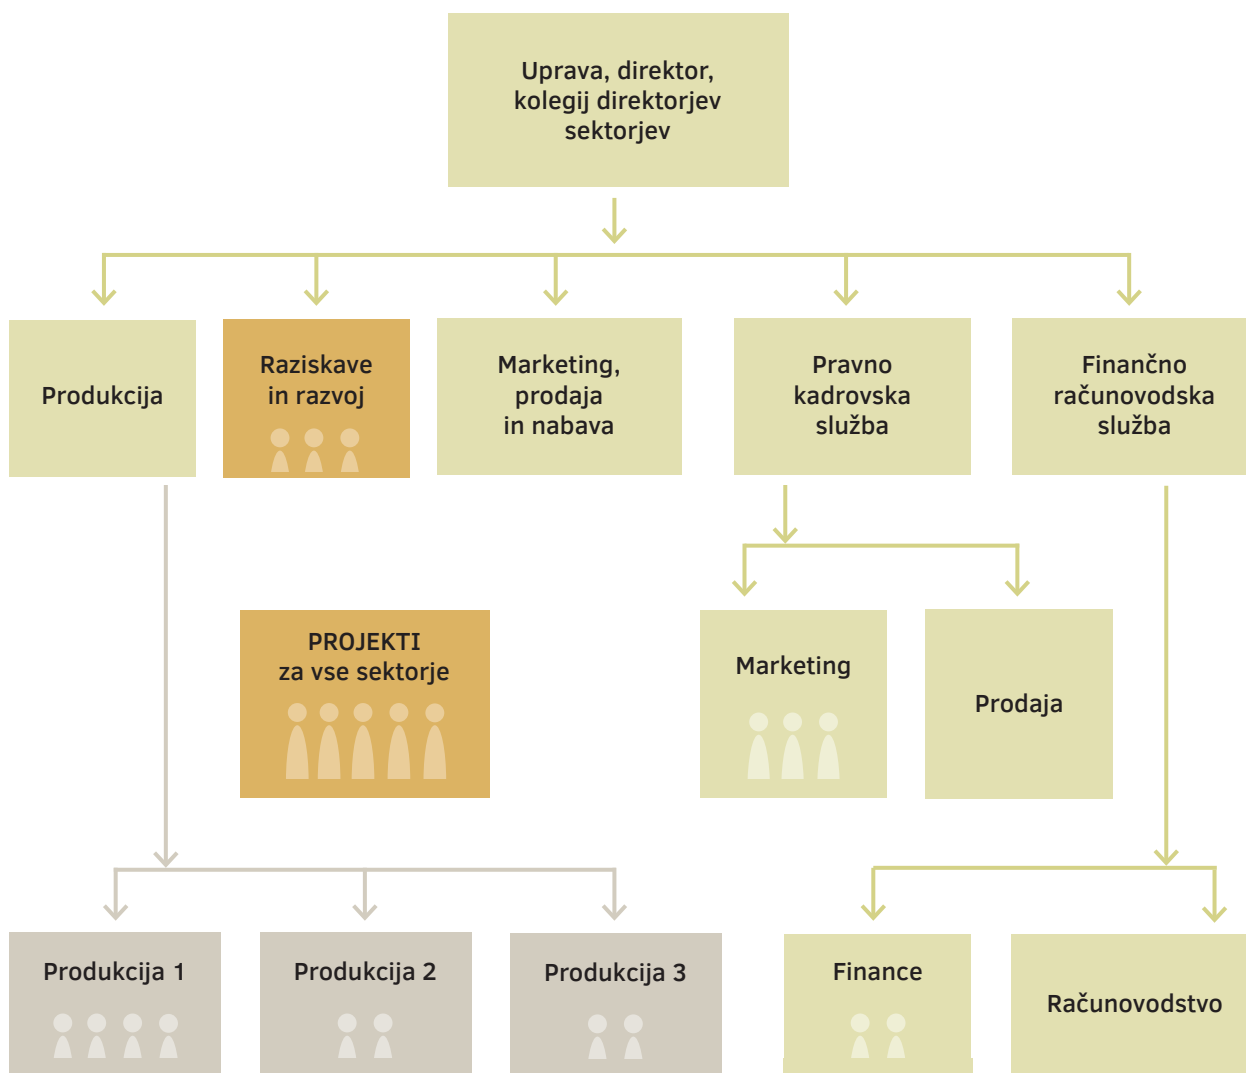 Uprava, direktor,
kolegij direktorjev
sektorjev
Produkcija
Raziskave
in razvoj
Marketing,
prodaja
in nabava
Pravno
kadrovska
služba
Finančno
računovodska
služba
PROJEKTI
za vse sektorje
Marketing
Prodaja
Produkcija 1
Produkcija 2
Produkcija 3
Finance
Računovodstvo